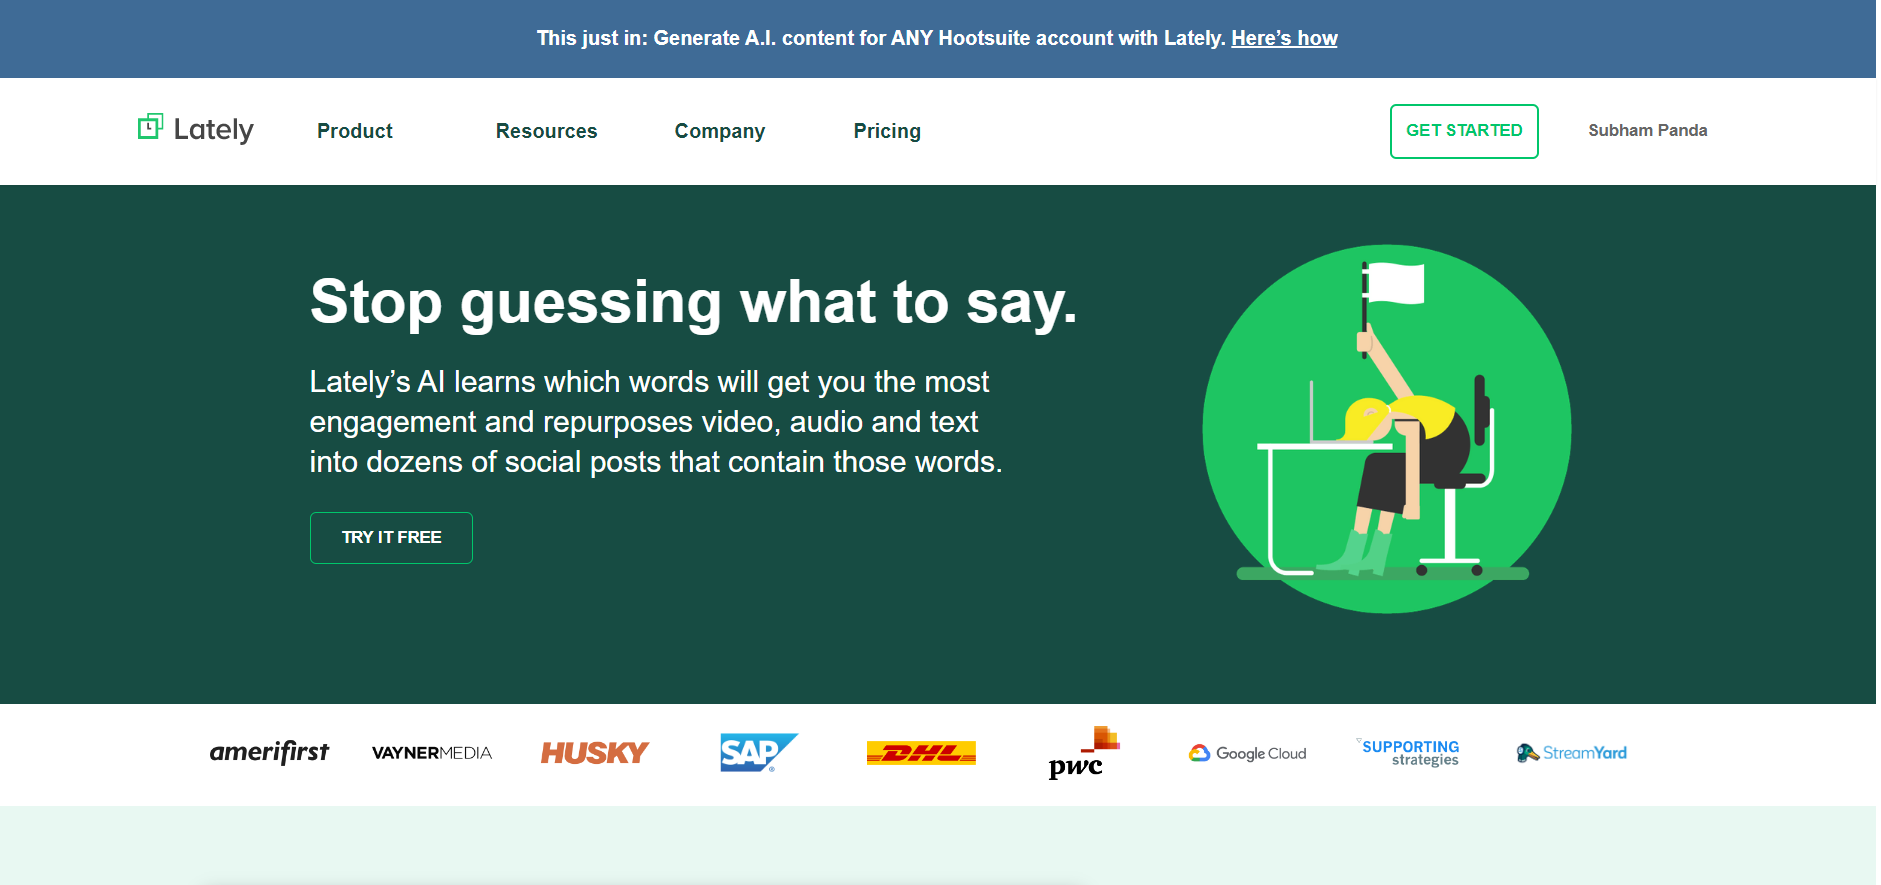 This just in: Generate A.I. content for ANY Hootsuite account with Lately. Here’s how
L Lately Product Resources Company Pricing GET STARTED Subham Panda
Stop guessing what to say.
Lately’s AI learns which words will get you the most
engagement and repurposes video, audio and text
into dozens of social posts that contain those words.
TRY IT FREE
amerifirst VAYNERMEDIA HUSKY SAP® DHL pwc Google Cloud SUPPORTING strategies StreamYard